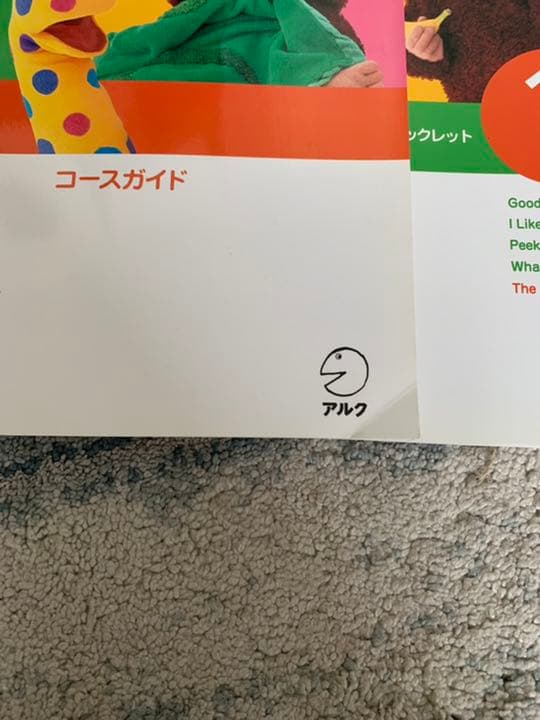 コースガイド
アルク
ックレット
Good
I Like
Peek
Wha
The